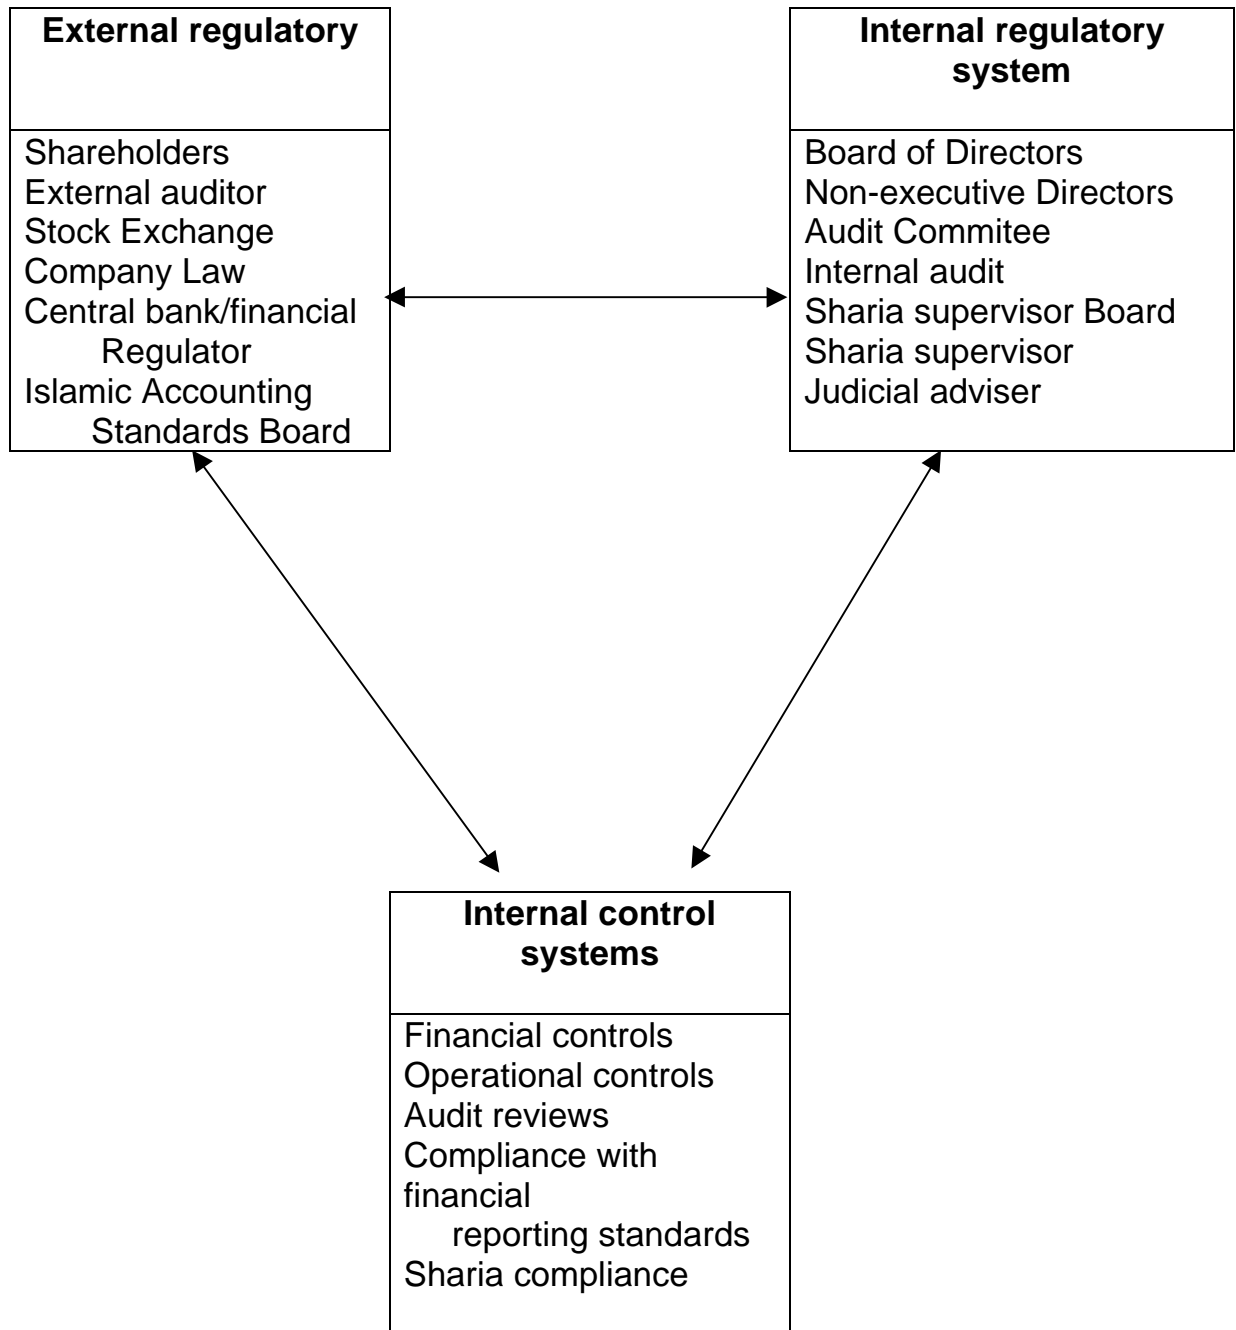 External regulatory
Shareholders
External auditor
Stock Exchange
Company Law
Central bank/financial
Regulator
Islamic Accounting
Standards Board
Internal regulatory
system
Board of Directors
Non-executive Directors
Audit Commitee
Internal audit
Sharia supervisor Board
Sharia supervisor
Judicial adviser
Internal control
systems
Financial controls
Operational controls
Audit reviews
Compliance with
financial
reporting standards
Sharia compliance